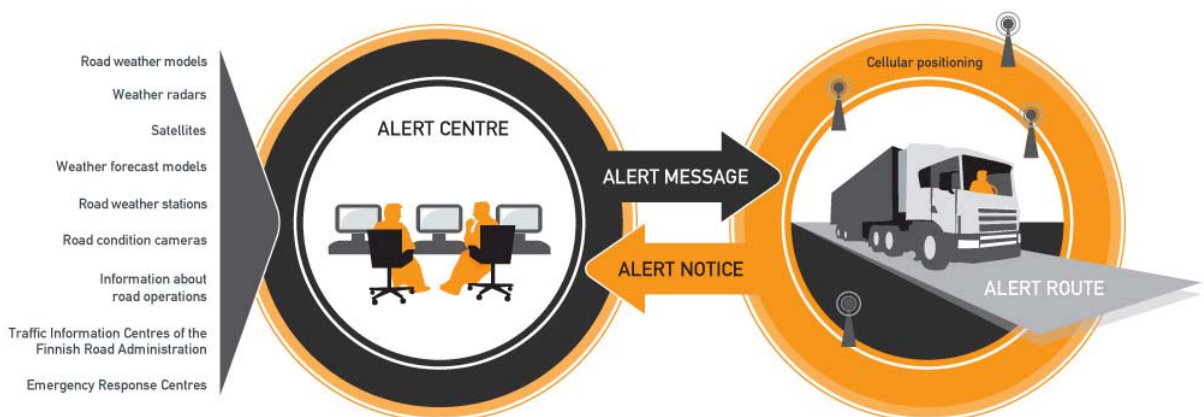 Road weather models
Weather radars
Satellites
Weather forecast models
Road weather stations
Road condition cameras
Information about
road operations
Traffic Information Centres of the
Finnish Road Administration
Emergency Response Centres
ALERT CENTRE
ALERT MESSAGE
ALERT NOTICE
Cellular positioning
ALERT ROUTE